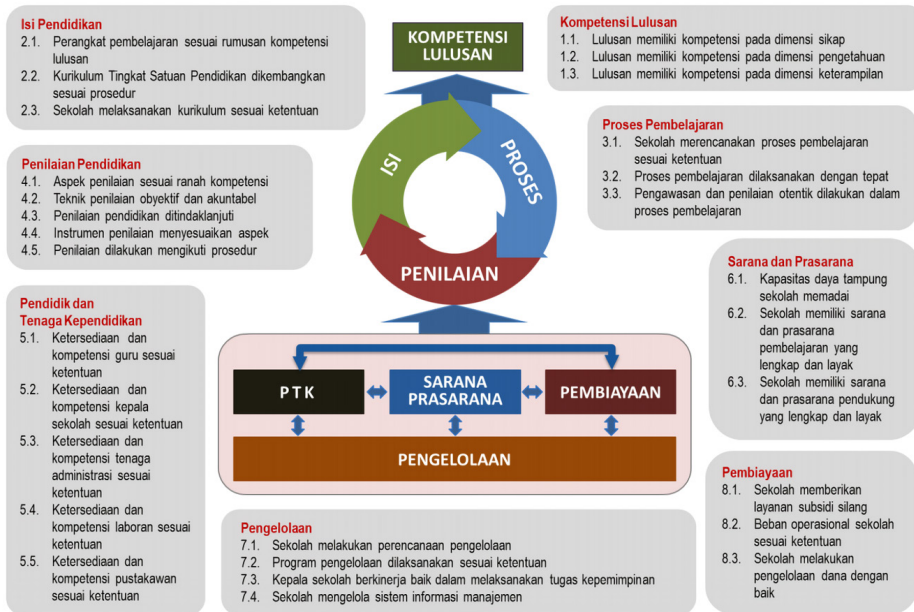 Isi Pendidikan
2.1. Perangkat pembelajaran sesuai rumusan kompetensi
lulusan
2.2. Kurikulum Tingkat Satuan Pendidikan dikembangkan
sesuai prosedur
2.3. Sekolah melaksanakan kurikulum sesuai ketentuan
KOMPETENSI
LULUSAN
Kompetensi Lulusan
1.1. Lulusan memiliki kompetensi pada dimensi sikap
1.2. Lulusan memiliki kompetensi pada dimensi pengetahuan
1.3. Lulusan memiliki kompetensi pada dimensi keterampilan
Penilaian Pendidikan
4.1. Aspek penilaian sesuai ranah kompetensi
4.2. Teknik penilaian obyektif dan akuntabel
4.3. Penilaian pendidikan ditindaklanjuti
4.4. Instrumen penilaian menyesuaikan aspek
4.5. Penilaian dilakukan mengikuti prosedur
ISI
PROSES
PENILAIAN
Proses Pembelajaran
3.1. Sekolah merencanakan proses pembelajaran
sesuai ketentuan
3.2. Proses pembelajaran dilaksanakan dengan tepat
3.3. Pengawasan dan penilaian otentik dilakukan dalam
proses pembelajaran
Sarana dan Prasarana
6.1. Kapasitas daya tampung
sekolah memadai
6.2. Sekolah memiliki sarana
dan prasarana
pembelajaran yang
lengkap dan layak
6.3. Sekolah memiliki sarana
dan prasarana pendukung
yang lengkap dan layak
Pendidik dan
Tenaga Kependidikan
5.1. Ketersediaan dan
kompetensi guru sesuai
ketentuan
5.2. Ketersediaan dan
kompetensi kepala
sekolah sesuai ketentuan
5.3. Ketersediaan dan
kompetensi tenaga
administrasi sesuai
ketentuan
5.4. Ketersediaan dan
kompetensi laboran sesuai
ketentuan
5.5. Ketersediaan dan
kompetensi pustakawan
sesuai ketentuan
P T K
SARANA
PRASARANA
PEMBIAYAAN
PENGELOLAAN
Pengelolaan
7.1. Sekolah melakukan perencanaan pengelolaan
7.2. Program pengelolaan dilaksanakan sesuai ketentuan
7.3. Kepala sekolah berkinerja baik dalam melaksanakan tugas kepemimpinan
7.4. Sekolah mengelola sistem informasi manajemen
Pembiayaan
8.1. Sekolah memberikan
layanan subsidi silang
8.2. Beban operasional sekolah
sesuai ketentuan
8.3. Sekolah melakukan
pengelolaan dana dengan
baik